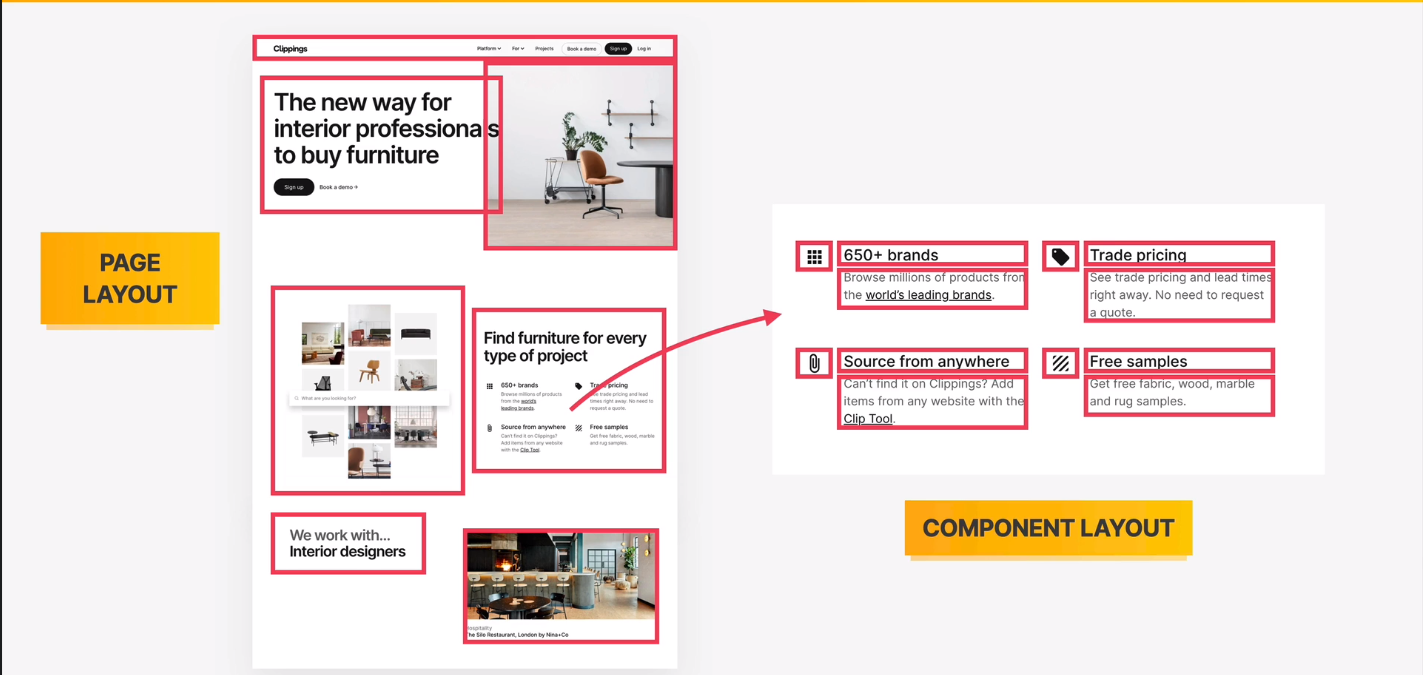 Clippings
Platform
For
Projects
Book a demo
Sign up
Log in
The new way for
interior professionals
to buy furniture
Sign up
Book a demo
PAGE
LAYOUT
What are you looking for?
Find furniture for every
type of project
650+ brands
Browse millions of products
from the world's
leading brands.
Trade pricing
See trade pricing and lead
times right away. No need to
request a quote.
Source from anywhere
Can't find it on Clippings?
Add items from any website
with the Clip Tool.
Free samples
Get free fabric, wood, marble
and rug samples.
We work with...
Interior designers
Hospitality
The Silo Restaurant, London by Nina+Co
650+ brands
Browse millions of products from
the world's leading brands.
Trade pricing
See trade pricing and lead times
right away. No need to request
a quote.
Source from anywhere
Can't find it on Clippings? Add
items from any website with the
Clip Tool.
Free samples
Get free fabric, wood, marble
and rug samples.
COMPONENT LAYOUT